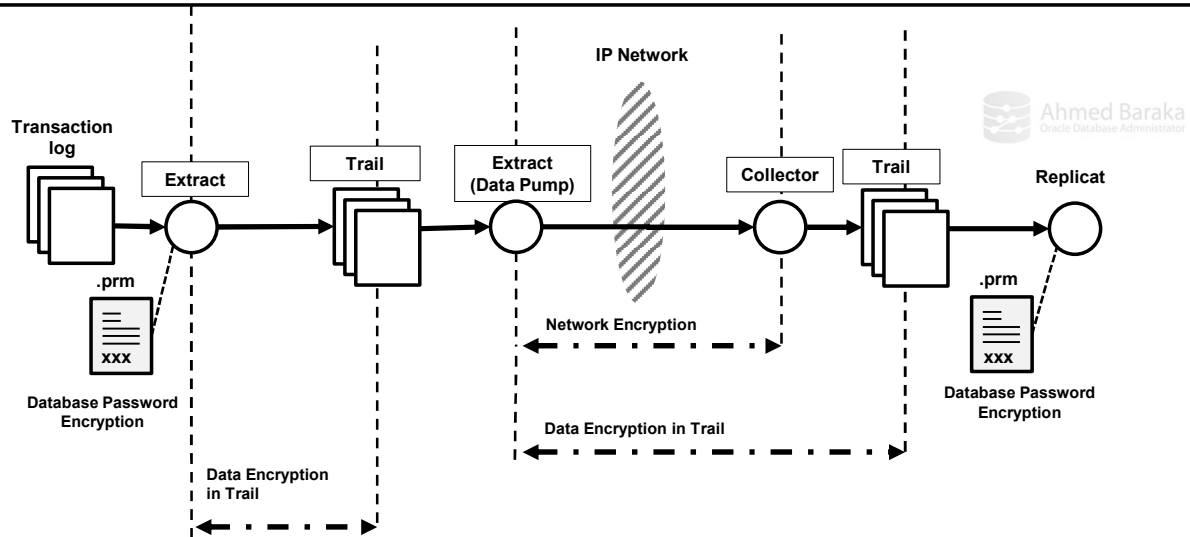 IP Network
Ahmed Baraka
Oracle Database Administrator
Transaction
log
Extract
Trail
Extract
(Data Pump)
Collector
Trail
Replicat
.prm
xxx
Database Password
Encryption
Network Encryption
.prm
xxx
Database Password
Encryption
Data Encryption in Trail
Data Encryption
in Trail